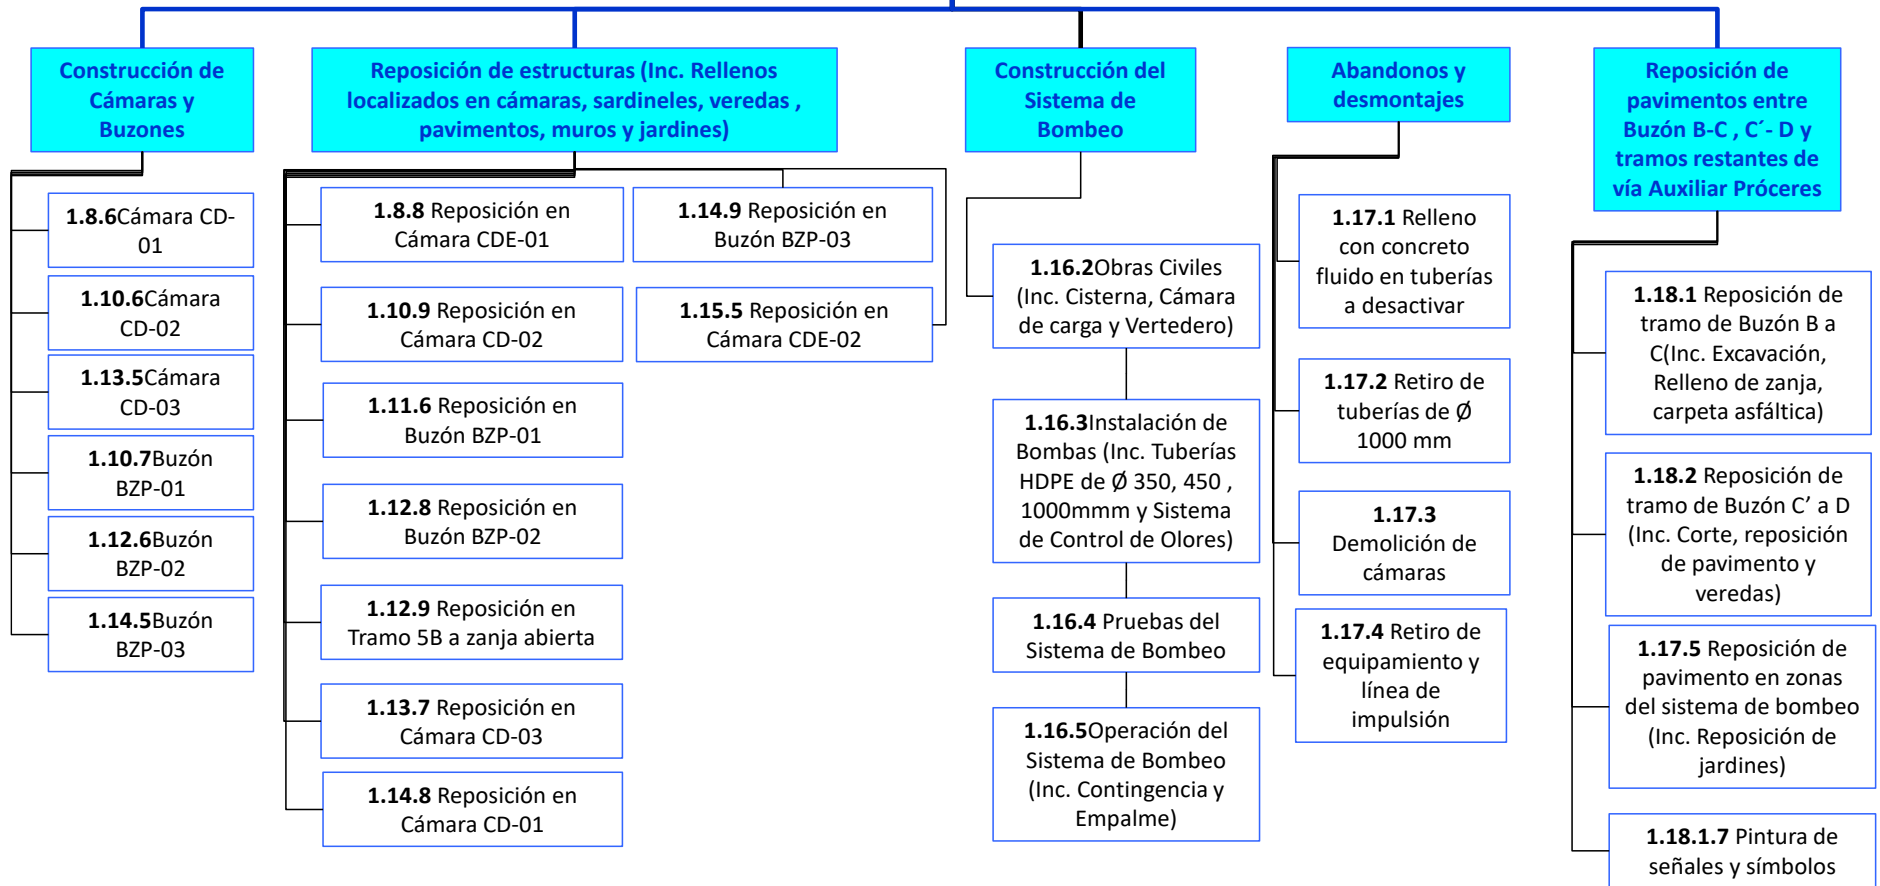 Construcción de
Cámaras y
Buzones
1.8.6Cámara CD-
01
1.10.6Cámara
CD-02
1.13.5Cámara
CD-03
1.10.7Buzón
BZP-01
1.12.6Buzón
BZP-02
1.14.5Buzón
BZP-03
Reposición de estructuras (Inc. Rellenos
localizados en cámaras, sardineles, veredas ,
pavimentos, muros y jardines)
1.8.8 Reposición en
Cámara CDE-01
1.10.9 Reposición en
Cámara CD-02
1.11.6 Reposición en
Buzón BZP-01
1.12.8 Reposición en
Buzón BZP-02
1.12.9 Reposición en
Tramo 5B a zanja abierta
1.13.7 Reposición en
Cámara CD-03
1.14.8 Reposición en
Cámara CD-01
1.14.9 Reposición en
Buzón BZP-03
1.15.5 Reposición en
Cámara CDE-02
Construcción del
Sistema de
Bombeo
1.16.2Obras Civiles
(Inc. Cisterna, Cámara
de carga y Vertedero)
1.16.3Instalación de
Bombas (Inc. Tuberías
HDPE de Ø 350, 450 ,
1000mmm y Sistema
de Control de Olores)
1.16.4 Pruebas del
Sistema de Bombeo
1.16.5Operación del
Sistema de Bombeo
(Inc. Contingencia y
Empalme)
Abandonos y
desmontajes
1.17.1 Relleno
con concreto
fluido en tuberías
a desactivar
1.17.2 Retiro de
tuberías de Ø
1000 mm
1.17.3
Demolición de
cámaras
1.17.4 Retiro de
equipamiento y
línea de
impulsión
Reposición de
pavimentos entre
Buzón B-C , C´- D y
tramos restantes de
vía Auxiliar Próceres
1.18.1 Reposición de
tramo de Buzón B a
C(Inc. Excavación,
Relleno de zanja,
carpeta asfáltica)
1.18.2 Reposición de
tramo de Buzón C’ a D
(Inc. Corte, reposición
de pavimento y
veredas)
1.17.5 Reposición de
pavimento en zonas
del sistema de bombeo
(Inc. Reposición de
jardines)
1.18.1.7 Pintura de
señales y símbolos